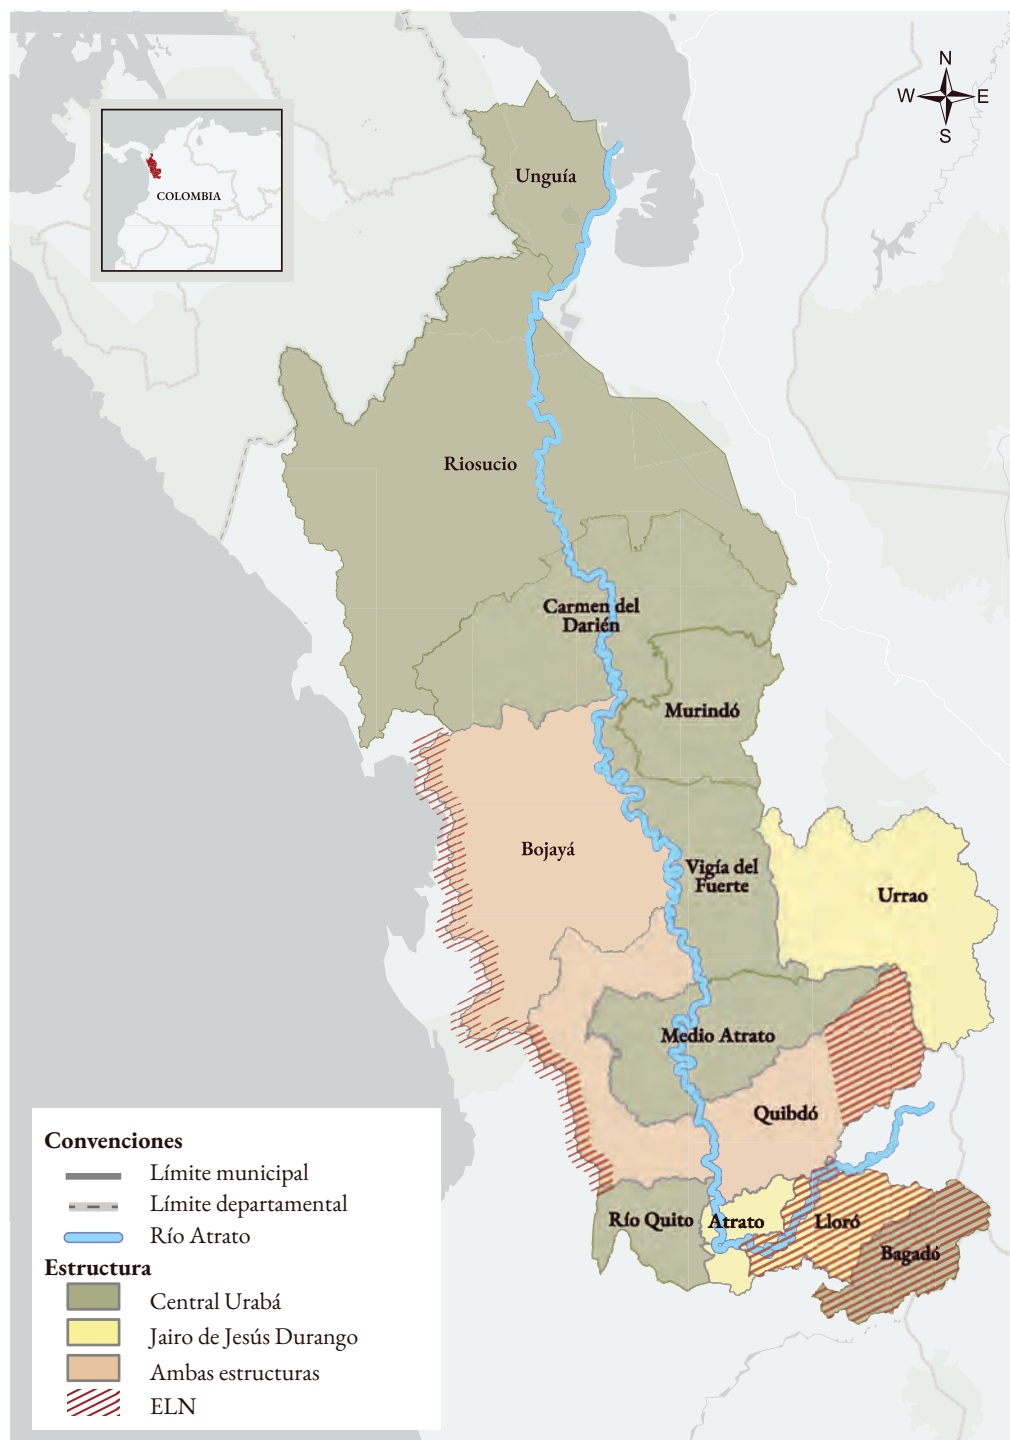 N
W
E
S
COLOMBIA
Unguía
Riosucio
Carmen del
Darién
Murindó
Bojayá
Vigía del
Fuerte
Urrao
Medio Atrato
Quibdó
Río Quito
Atrato
Lloró
Bagadó
Convenciones
Límite municipal
Límite departamental
Río Atrato
Estructura
Central Urabá
Jairo de Jesús Durango
Ambas estructuras
ELN